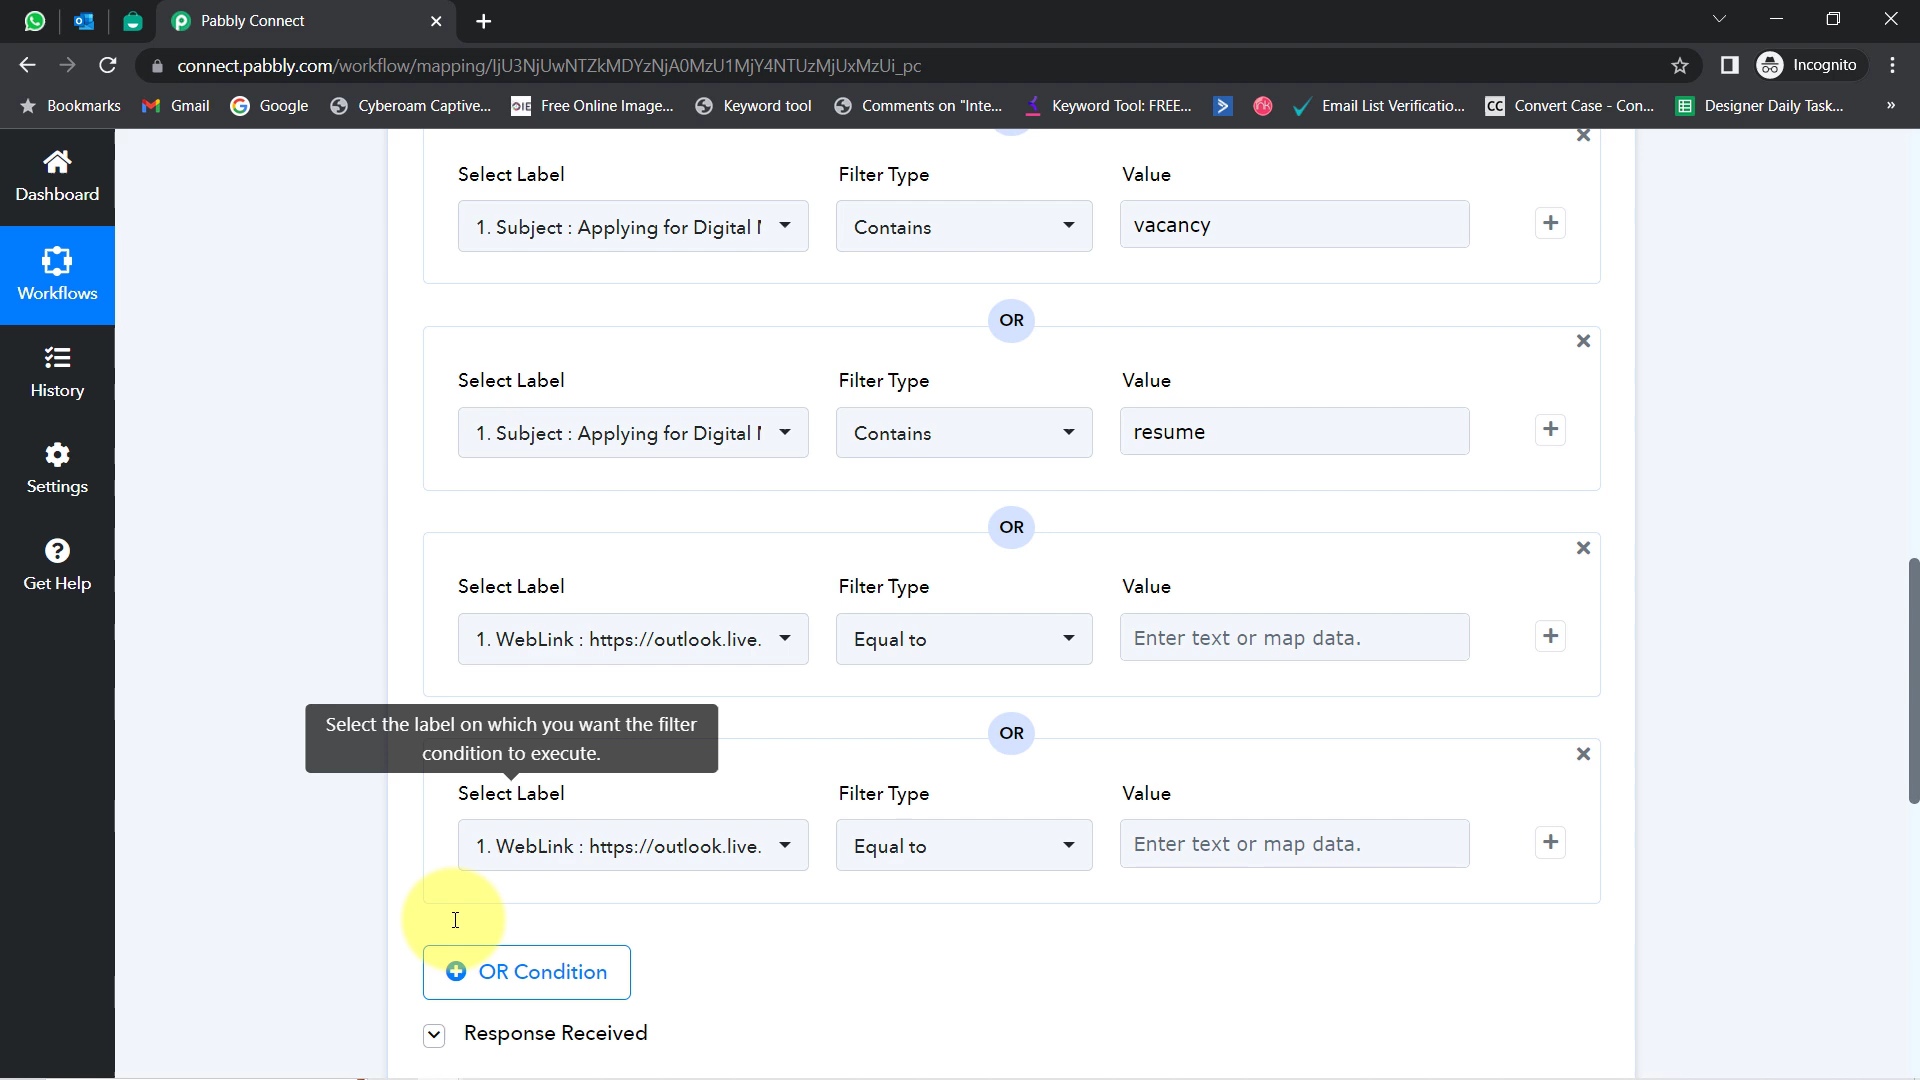 Pabbly Connect
connect.pabbly.com/workflow/mapping/IjU3NjUwNTZkMDYzNjA0MzU1MjY4NTUzMjUxMzUi_pc
Incognito
Bookmarks
Gmail
Google
Cyberoam Captive...
OIE
Free Online Image...
Keyword tool
Comments on "Inte...
Keyword Tool: FREE...
Email List Verificatio...
CC
Convert Case - Con...
Designer Daily Task...
»
Dashboard
Workflows
History
Settings
Get Help
Select Label
Filter Type
Value
1. Subject : Applying for Digital
Contains
vacancy
OR
Select Label
Filter Type
Value
1. Subject : Applying for Digital
Contains
resume
OR
Select Label
Filter Type
Value
1. WebLink : https://outlook.live.
Equal to
Enter text or map data.
Select the label on which you want the filter
condition to execute.
OR
Select Label
Filter Type
Value
1. WebLink : https://outlook.live.
Equal to
Enter text or map data.
OR Condition
Response Received